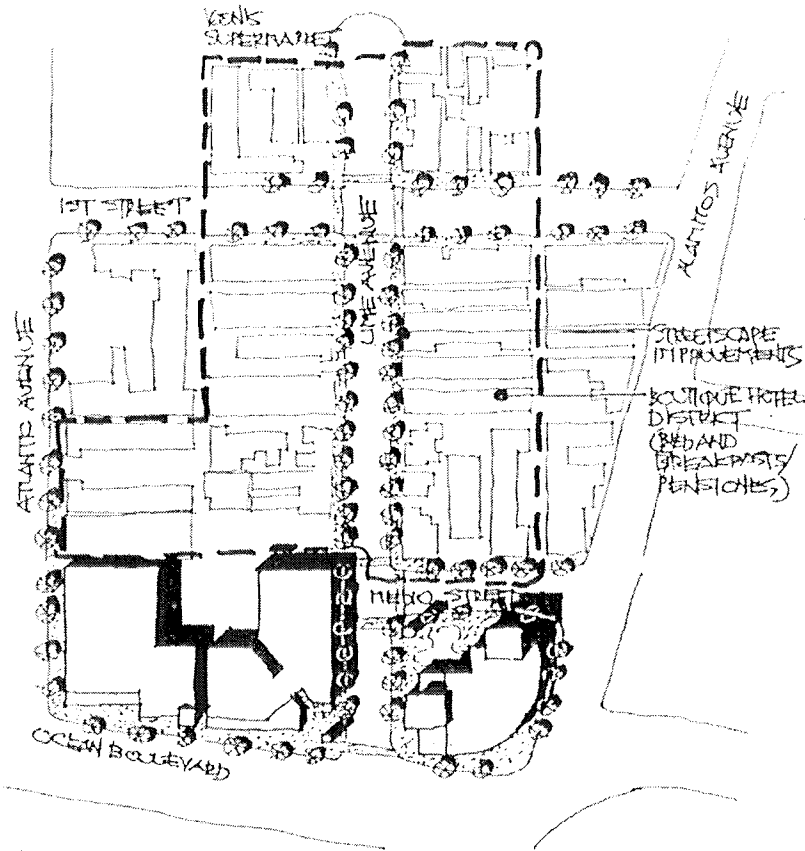 KEN'S
SUPERMARKET
1ST STREET
LIME AVENUE
ALAMITOS AVENUE
ATLANTIC AVENUE
STREETSCAPE
IMPROVEMENTS
BOUTIQUE HOTEL
DISTRICT
(BED AND
BREAKFASTS/
PENSIONES)
MEDIO STREET
OCEAN BOULEVARD